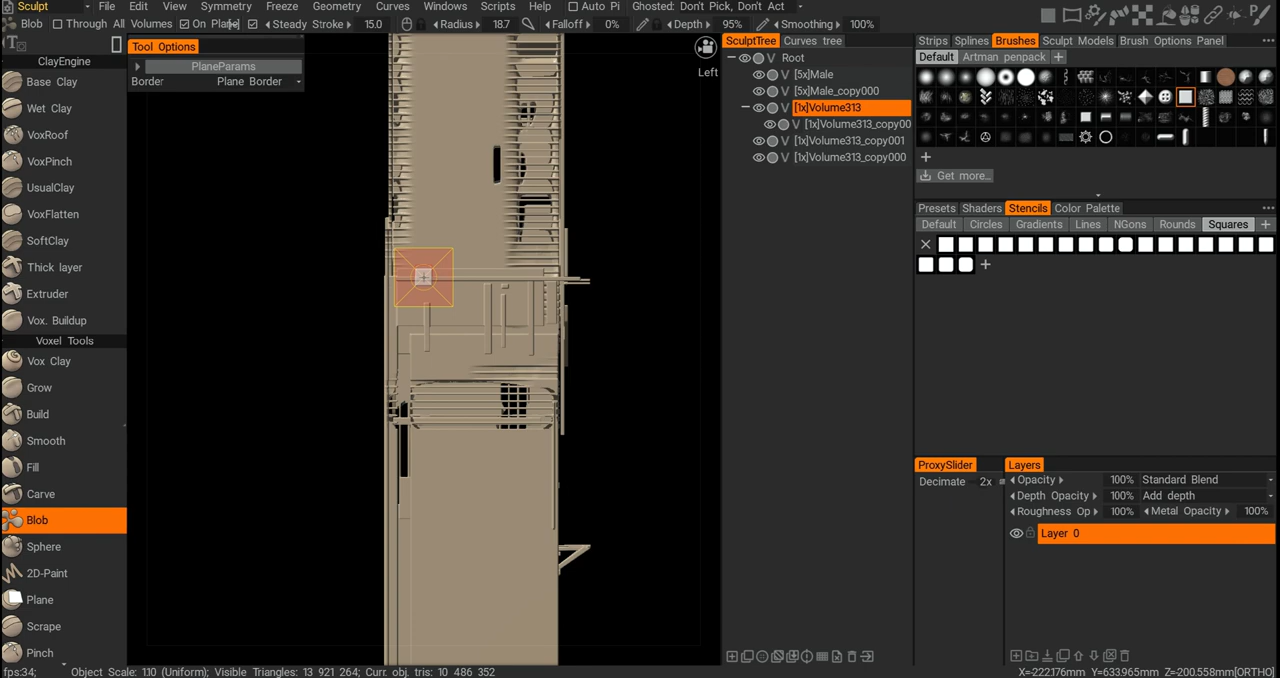 Sculpt File Edit View Symmetry Freeze Geometry Curves Windows Scripts Help Auto Pi Ghosted: Don't Pick, Don't Act
Blob Through All Volumes On Plane Steady Stroke 15.0 Radius 18.7 Falloff 0% Depth 95% Smoothing 100%
Tool Options
PlaneParams
Border Plane Border
ClayEngine
Base Clay
Wet Clay
VoxRoof
VoxPinch
UsualClay
VoxFlatten
SoftClay
Thick layer
Extruder
Vox. Buildup
Voxel Tools
Vox Clay
Grow
Build
Smooth
Fill
Carve
Blob
Sphere
2D-Paint
Plane
Scrape
Pinch
Left
SculptTree Curves tree
Root
V [5x]Male
V [5x]Male_copy000
V [1x]Volume313
V [1x]Volume313_copy00
V [1x]Volume313_copy001
V [1x]Volume313_copy000
Strips Splines Brushes Sculpt Models Brush Options Panel
Default Artman penpack
Get more...
Presets Shaders Stencils Color Palette
Default Circles Gradients Lines NGons Rounds Squares
ProxySlider
Decimate 2x
Layers
Opacity 100% Standard Blend
Depth Opacity 100% Add depth
Roughness Op 100% Metal Opacity 100%
Layer 0
fps:34; Object Scale: 1.10 (Uniform); Visible Triangles: 13 921 264; Curr. obj. tris: 10 486 352
X=-222.176mm Y=633.965mm Z=-200.558mm[ORTHO]